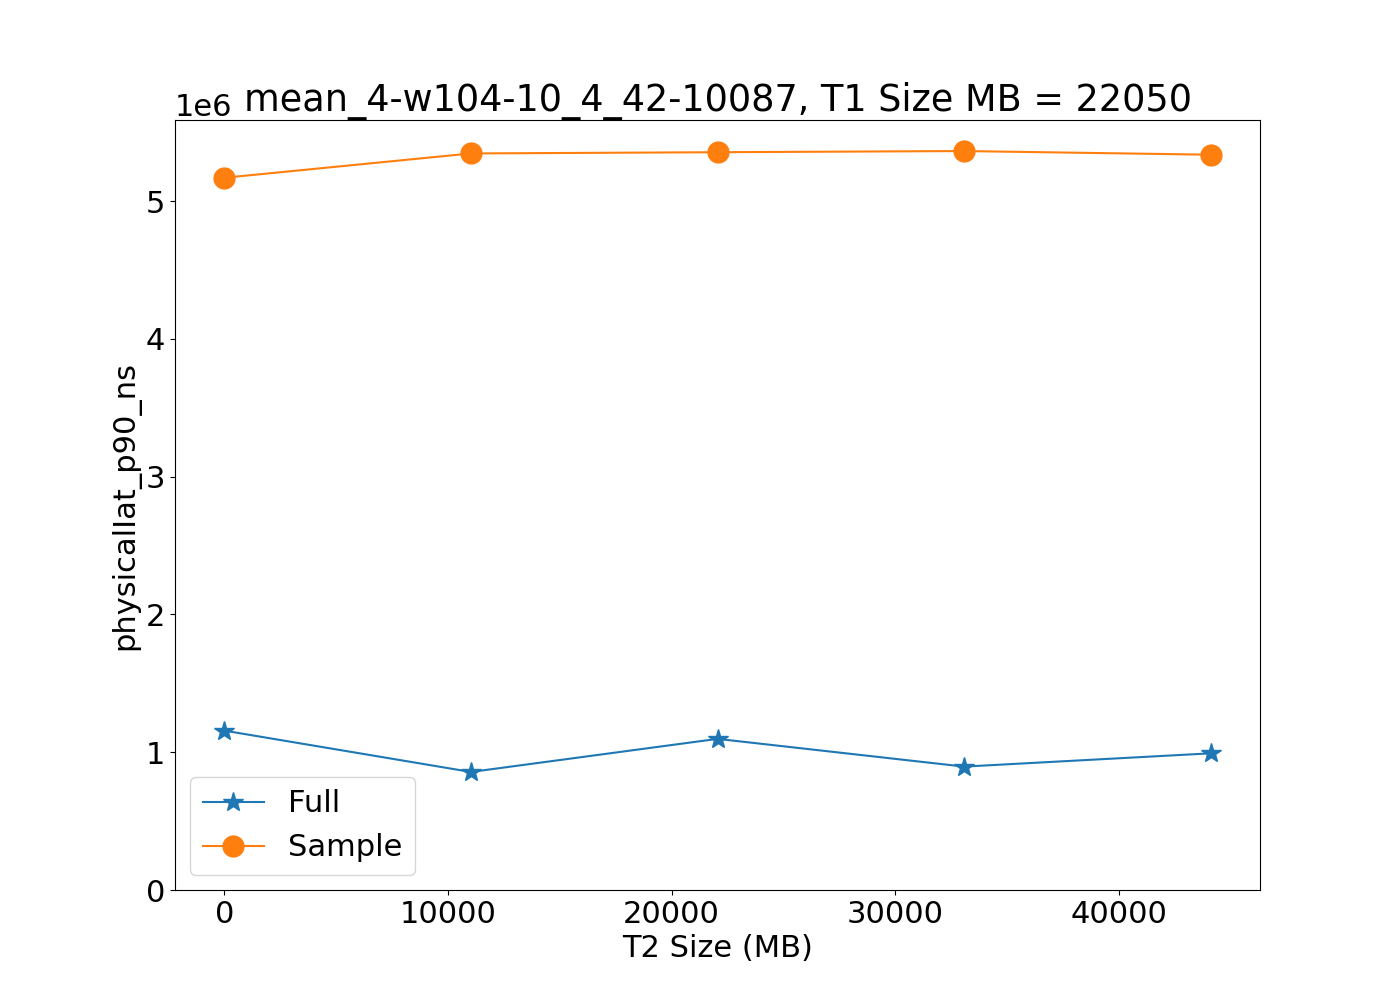 1e6 mean_4-w104-10_4_42-10087, T1 Size MB = 22050
physicallat_p90_ns
5
4
3
2
1
0
Full
Sample
0 10000 20000 30000 40000
T2 Size (MB)